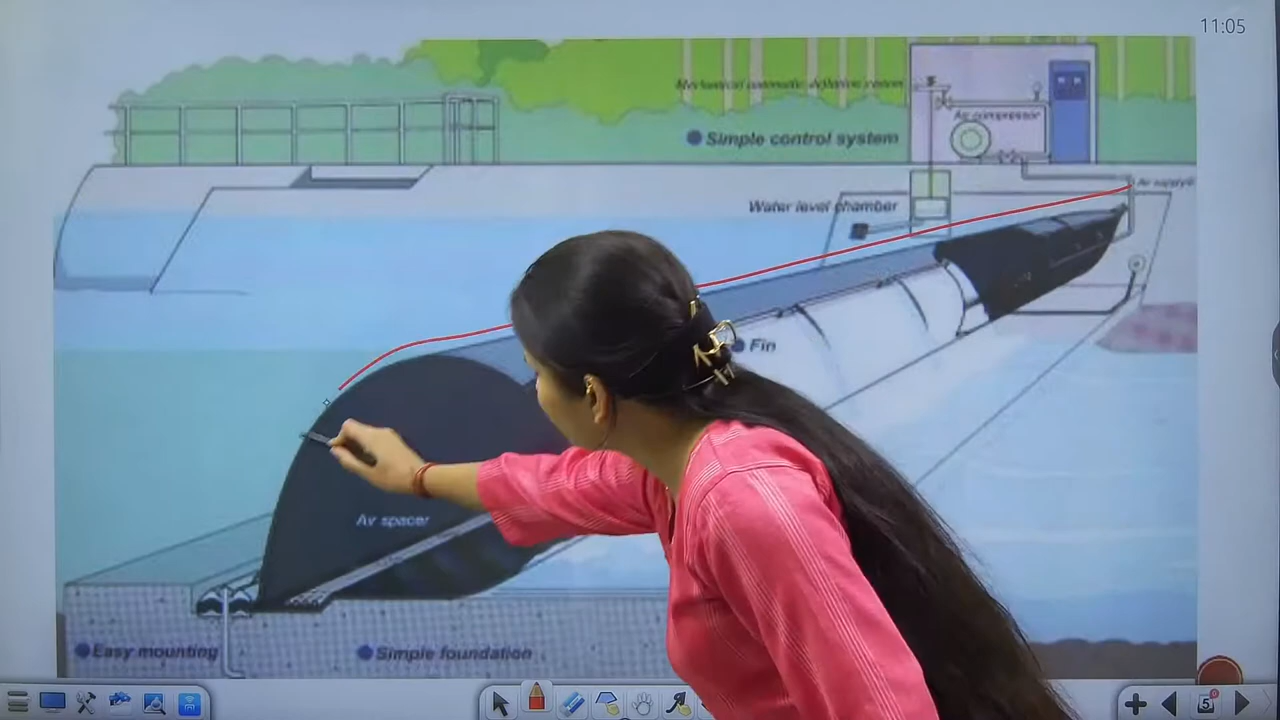 11:05
Mechanical automatic deflation system
Air compressor
Simple control system
Air supply
Water level chamber
Fin
Air spacer
Easy mounting
Simple foundation
5